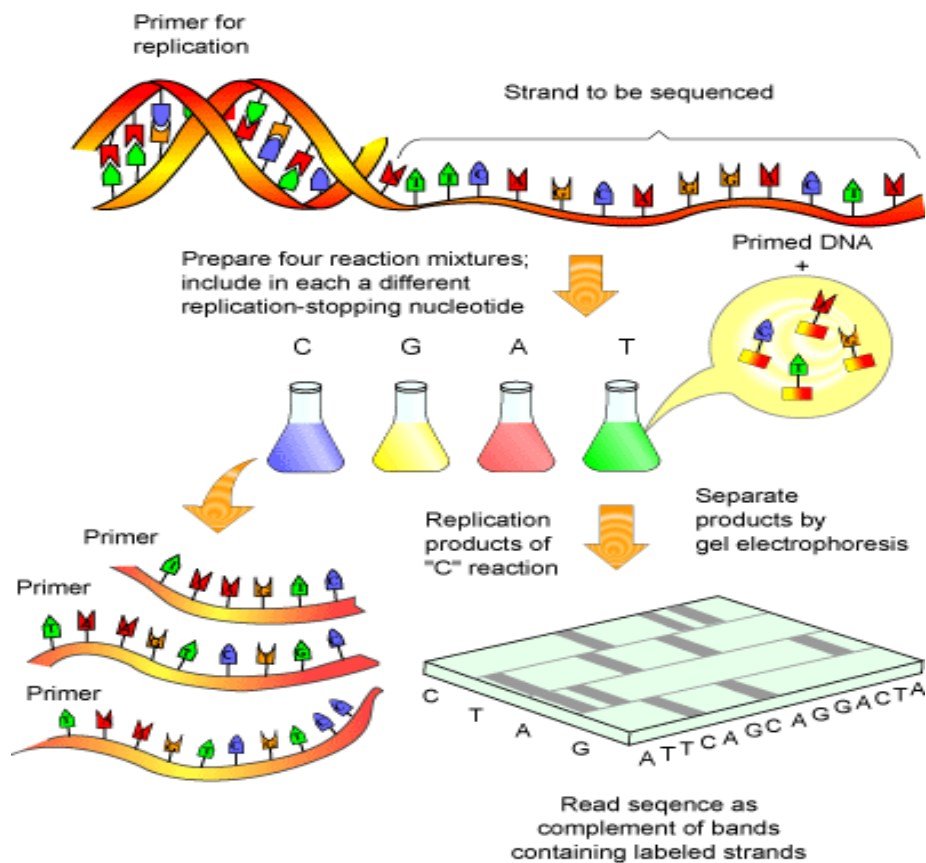 Primer for
replication
Strand to be sequenced
Primed DNA
+
Prepare four reaction mixtures;
include in each a different
replication-stopping nucleotide
C G A T
Replication
products of
"C" reaction
Separate
products by
gel electrophoresis
Primer
Primer
Primer
C
T
A
G
A T T C A G C A G G A C T A
Read seqence as
complement of bands
containing labeled strands